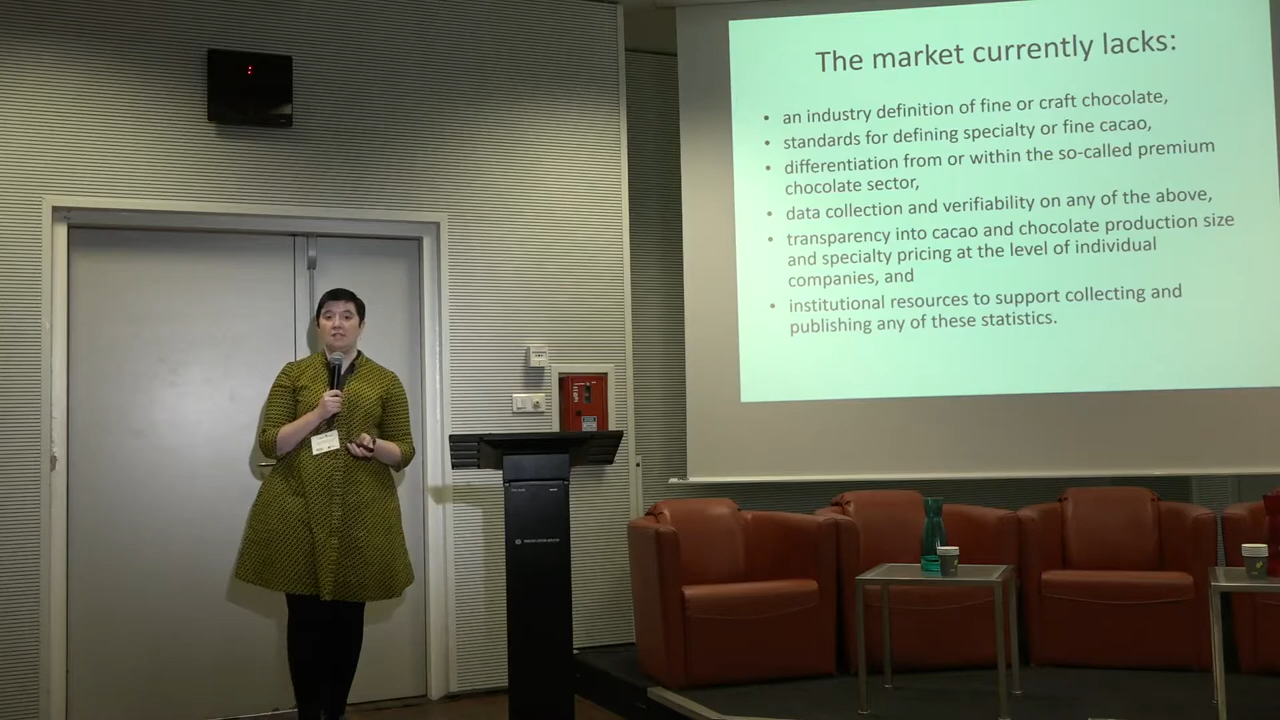 The market currently lacks:
• an industry definition of fine or craft chocolate,
• standards for defining specialty or fine cacao,
• differentiation from or within the so-called premium
chocolate sector,
• data collection and verifiability on any of the above,
• transparency into cacao and chocolate production size
and specialty pricing at the level of individual
companies, and
• institutional resources to support collecting and
publishing any of these statistics.